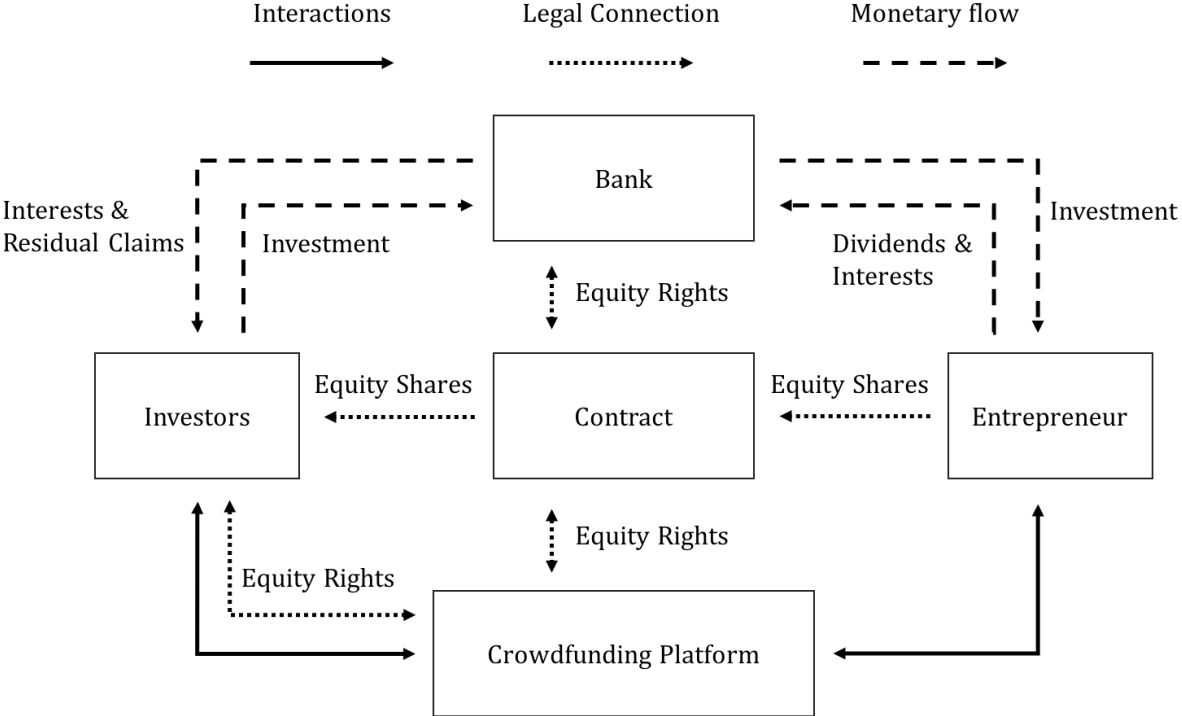 Interactions
Legal Connection
Monetary flow
Bank
Interests &
Residual Claims
Investment
Dividends &
Interests
Investment
Equity Rights
Investors
Equity Shares
Contract
Equity Shares
Entrepreneur
Equity Rights
Equity Rights
Crowdfunding Platform